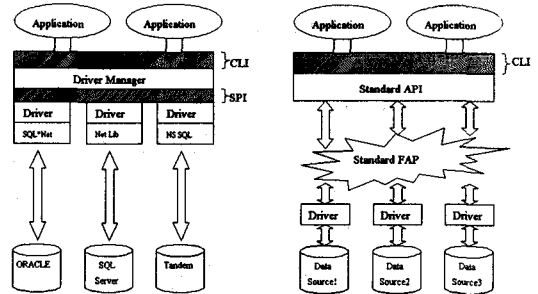 Application
Application
CLI
Driver Manager
SPI
Driver
Driver
Driver
SQL*Net
Net Lib
NS SQL
ORACLE
SQL
Server
Tandem
Application
Application
CLI
Standard API
Standard FAP
Driver
Driver
Driver
Data
Source1
Data
Source2
Data
Source3